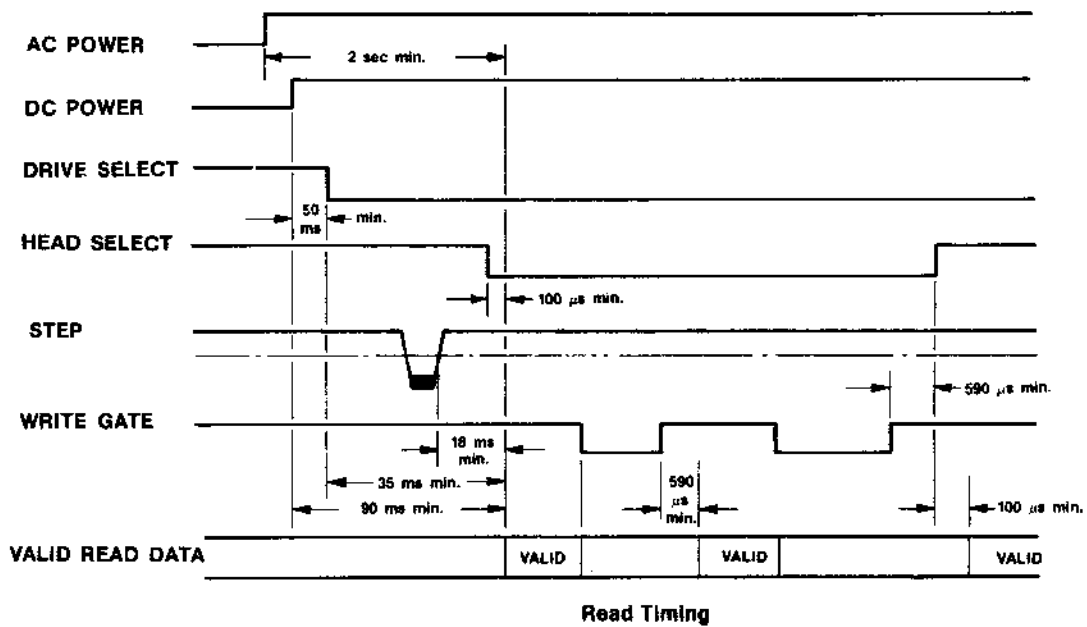 AC POWER
2 sec min.
DC POWER
DRIVE SELECT
50 ms min.
HEAD SELECT
100 μs min.
STEP
590 μs min.
WRITE GATE
18 ms min.
35 ms min.
590 μs min.
90 ms min.
100 μs min.
VALID READ DATA
VALID
VALID
VALID
Read Timing